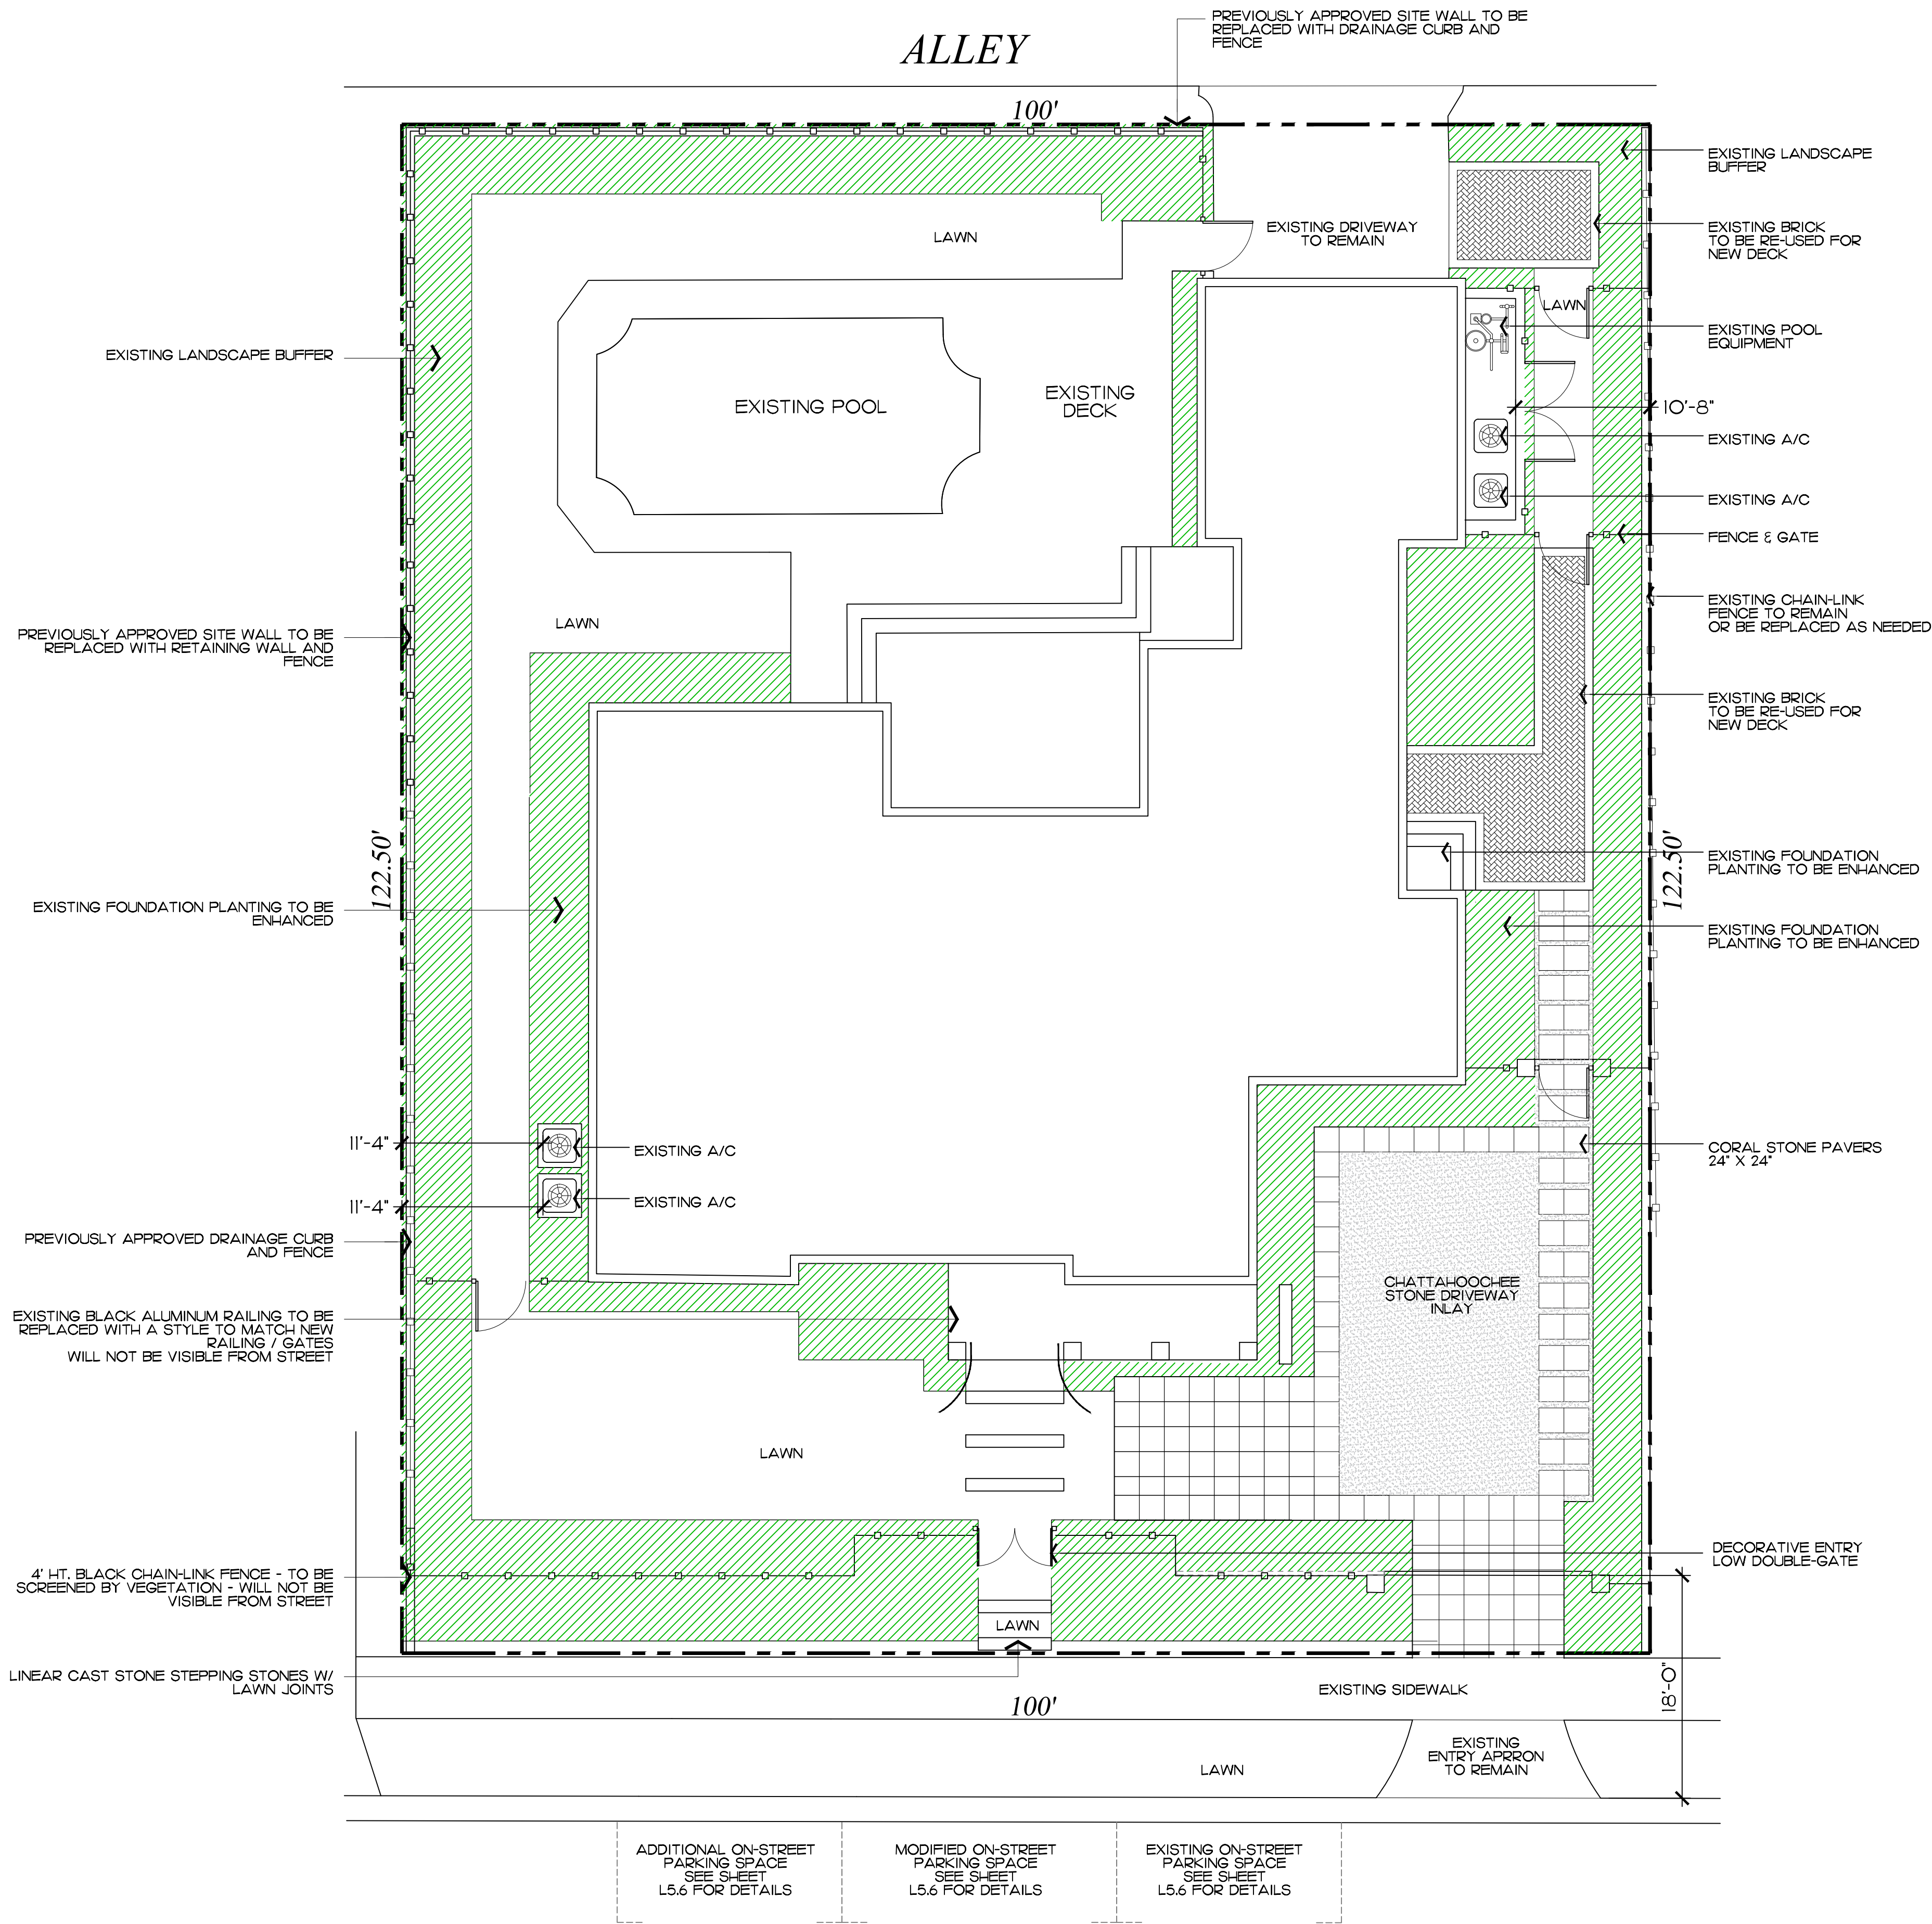 PREVIOUSLY APPROVED SITE WALL TO BE
REPLACED WITH DRAINAGE CURB AND
FENCE
ALLEY
100'
EXISTING LANDSCAPE
BUFFER
EXISTING BRICK
TO BE RE-USED FOR
NEW DECK
LAWN
EXISTING DRIVEWAY
TO REMAIN
LAWN
EXISTING POOL
EQUIPMENT
EXISTING LANDSCAPE BUFFER
EXISTING POOL
EXISTING
DECK
10'-8"
EXISTING A/C
EXISTING A/C
FENCE & GATE
EXISTING CHAIN-LINK
FENCE TO REMAIN
OR BE REPLACED AS NEEDED
PREVIOUSLY APPROVED SITE WALL TO BE
REPLACED WITH RETAINING WALL AND
FENCE
LAWN
EXISTING BRICK
TO BE RE-USED FOR
NEW DECK
122.50'
122.50'
EXISTING FOUNDATION
PLANTING TO BE ENHANCED
EXISTING FOUNDATION PLANTING TO BE
ENHANCED
EXISTING FOUNDATION
PLANTING TO BE ENHANCED
11'-4"
EXISTING A/C
CORAL STONE PAVERS
24" X 24"
11'-4"
EXISTING A/C
PREVIOUSLY APPROVED DRAINAGE CURB
AND FENCE
CHATTAHOOCHEE
STONE DRIVEWAY
INLAY
EXISTING BLACK ALUMINUM RAILING TO BE
REPLACED WITH A STYLE TO MATCH NEW
RAILING / GATES
WILL NOT BE VISIBLE FROM STREET
LAWN
DECORATIVE ENTRY
LOW DOUBLE-GATE
4' HT. BLACK CHAIN-LINK FENCE - TO BE
SCREENED BY VEGETATION - WILL NOT BE
VISIBLE FROM STREET
LAWN
LINEAR CAST STONE STEPPING STONES W/
LAWN JOINTS
EXISTING SIDEWALK
100'
18'-0"
EXISTING
ENTRY APRRON
TO REMAIN
LAWN
ADDITIONAL ON-STREET
PARKING SPACE
SEE SHEET
L5.6 FOR DETAILS
MODIFIED ON-STREET
PARKING SPACE
SEE SHEET
L5.6 FOR DETAILS
EXISTING ON-STREET
PARKING SPACE
SEE SHEET
L5.6 FOR DETAILS